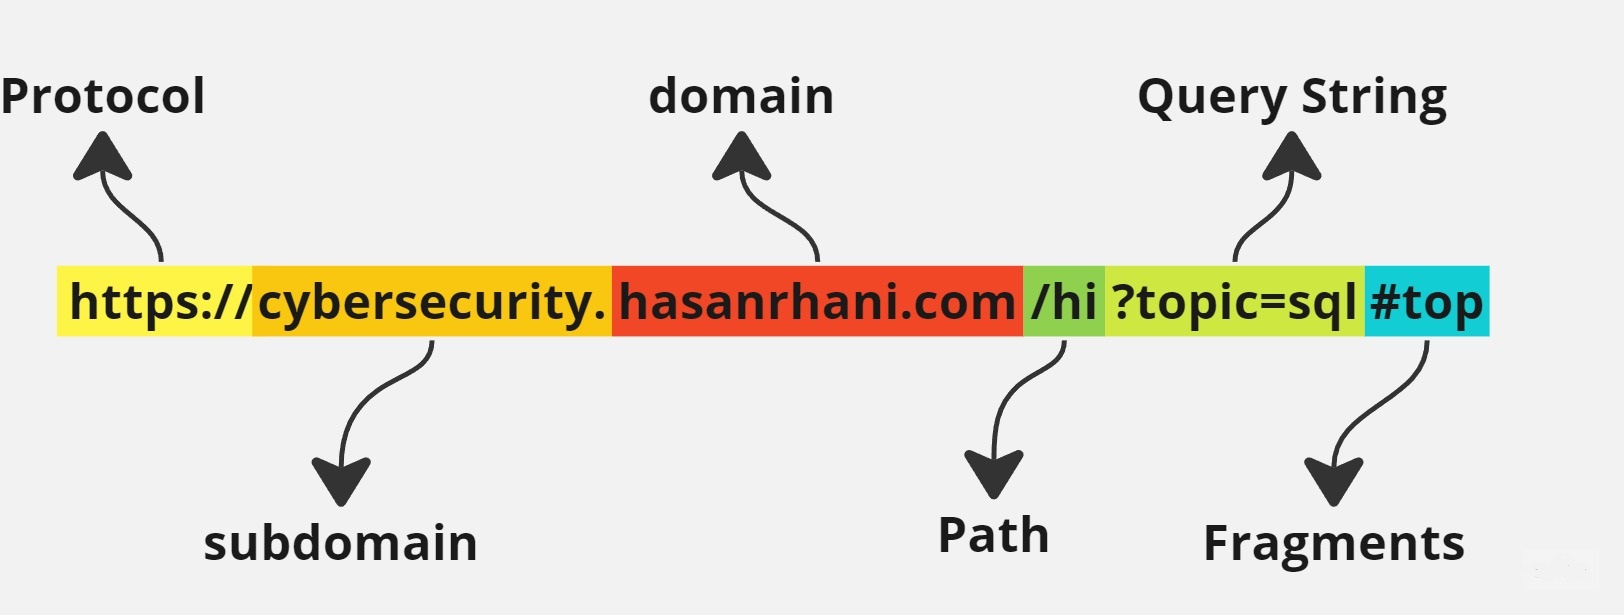 Protocol
domain
Query String
https://cybersecurity.hasanrhani.com/hi?topic=sql#top
subdomain
Path
Fragments